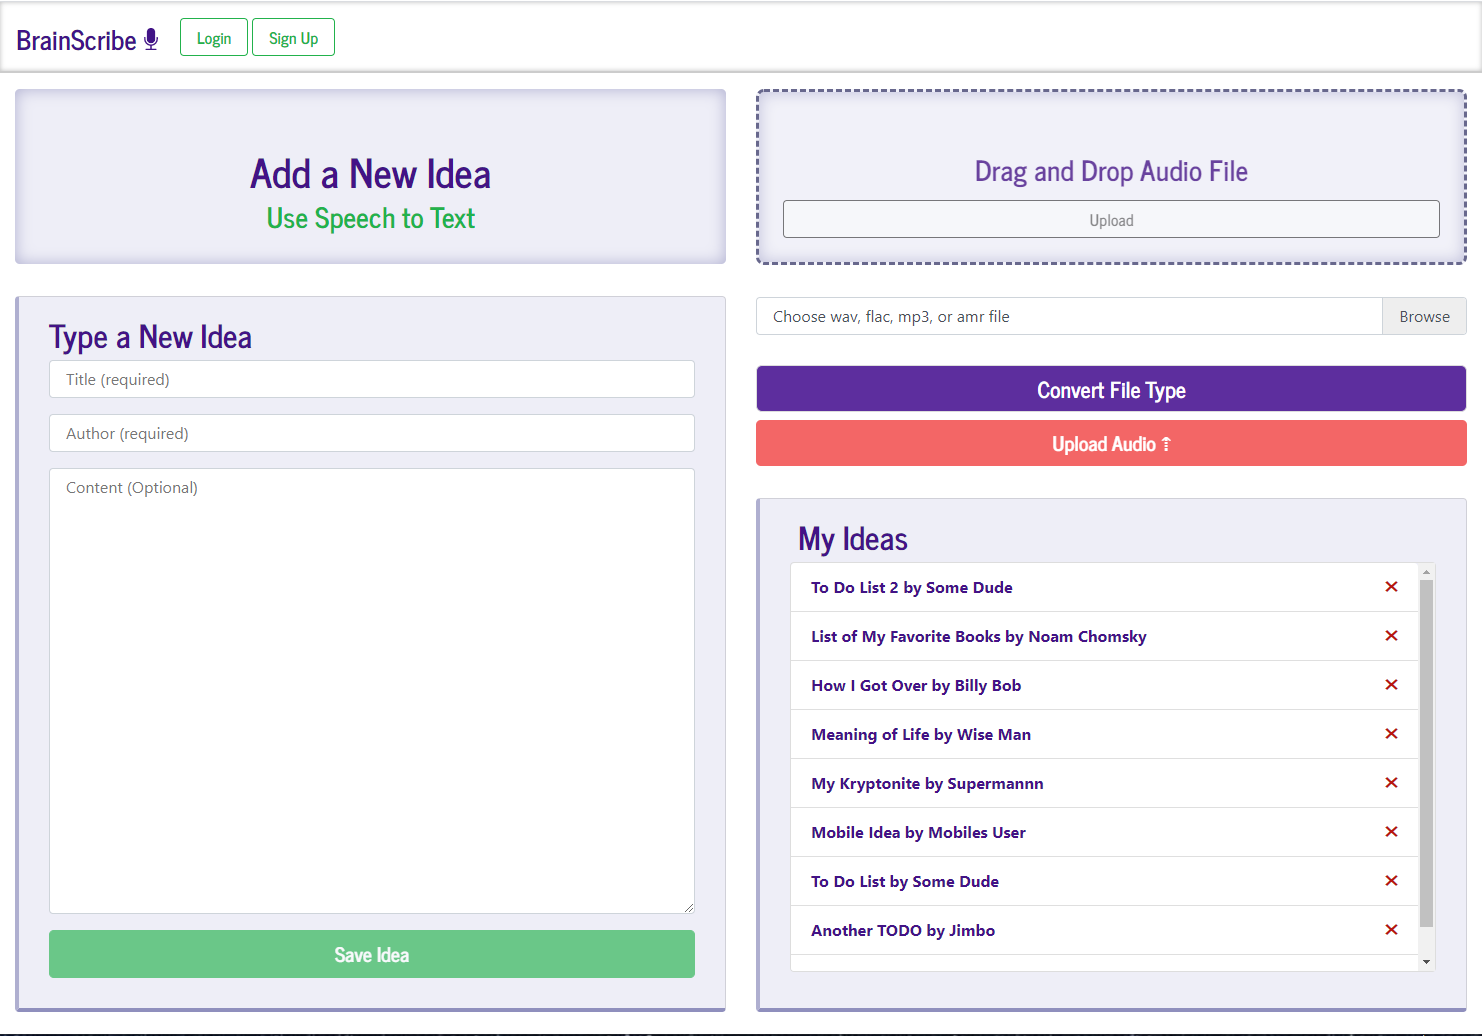 BrainScribe
Login
Sign Up
Add a New Idea
Use Speech to Text
Drag and Drop Audio File
Upload
Type a New Idea
Title (required)
Author (required)
Content (Optional)
Save Idea
Choose wav, flac, mp3, or amr file
Browse
Convert File Type
Upload Audio ⇡
My Ideas
To Do List 2 by Some Dude
List of My Favorite Books by Noam Chomsky
How I Got Over by Billy Bob
Meaning of Life by Wise Man
My Kryptonite by Supermannn
Mobile Idea by Mobiles User
To Do List by Some Dude
Another TODO by Jimbo